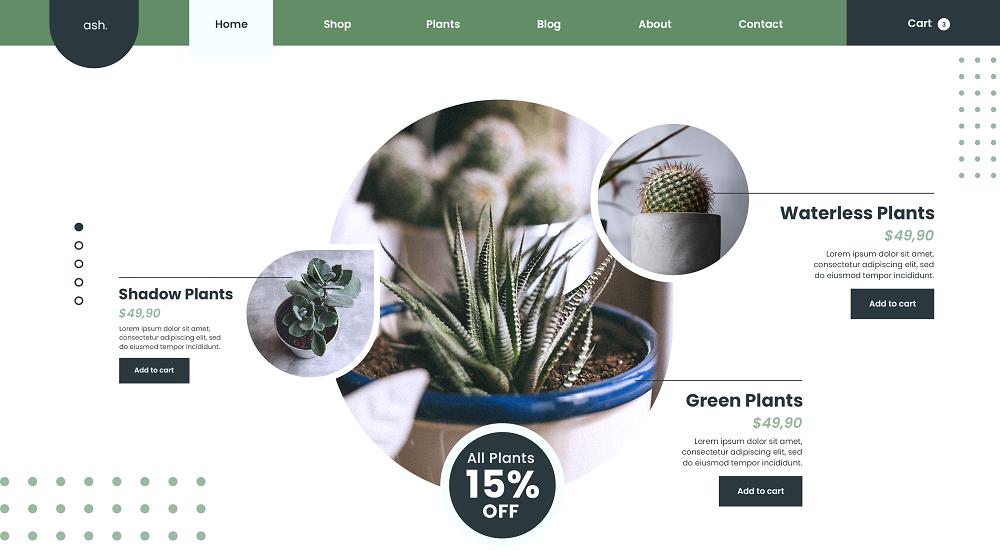 ash.
Home
Shop
Plants
Blog
About
Contact
Cart 3
Waterless Plants
$49,90
Lorem ipsum dolor sit amet,
consectetur adipiscing elit, sed
do eiusmod tempor incididunt.
Add to cart
Shadow Plants
$49,90
Lorem ipsum dolor sit amet,
consectetur adipiscing elit, sed
do eiusmod tempor incididunt.
Add to cart
Green Plants
$49,90
Lorem ipsum dolor sit amet,
consectetur adipiscing elit, sed
do eiusmod tempor incididunt.
Add to cart
All Plants
15%
OFF